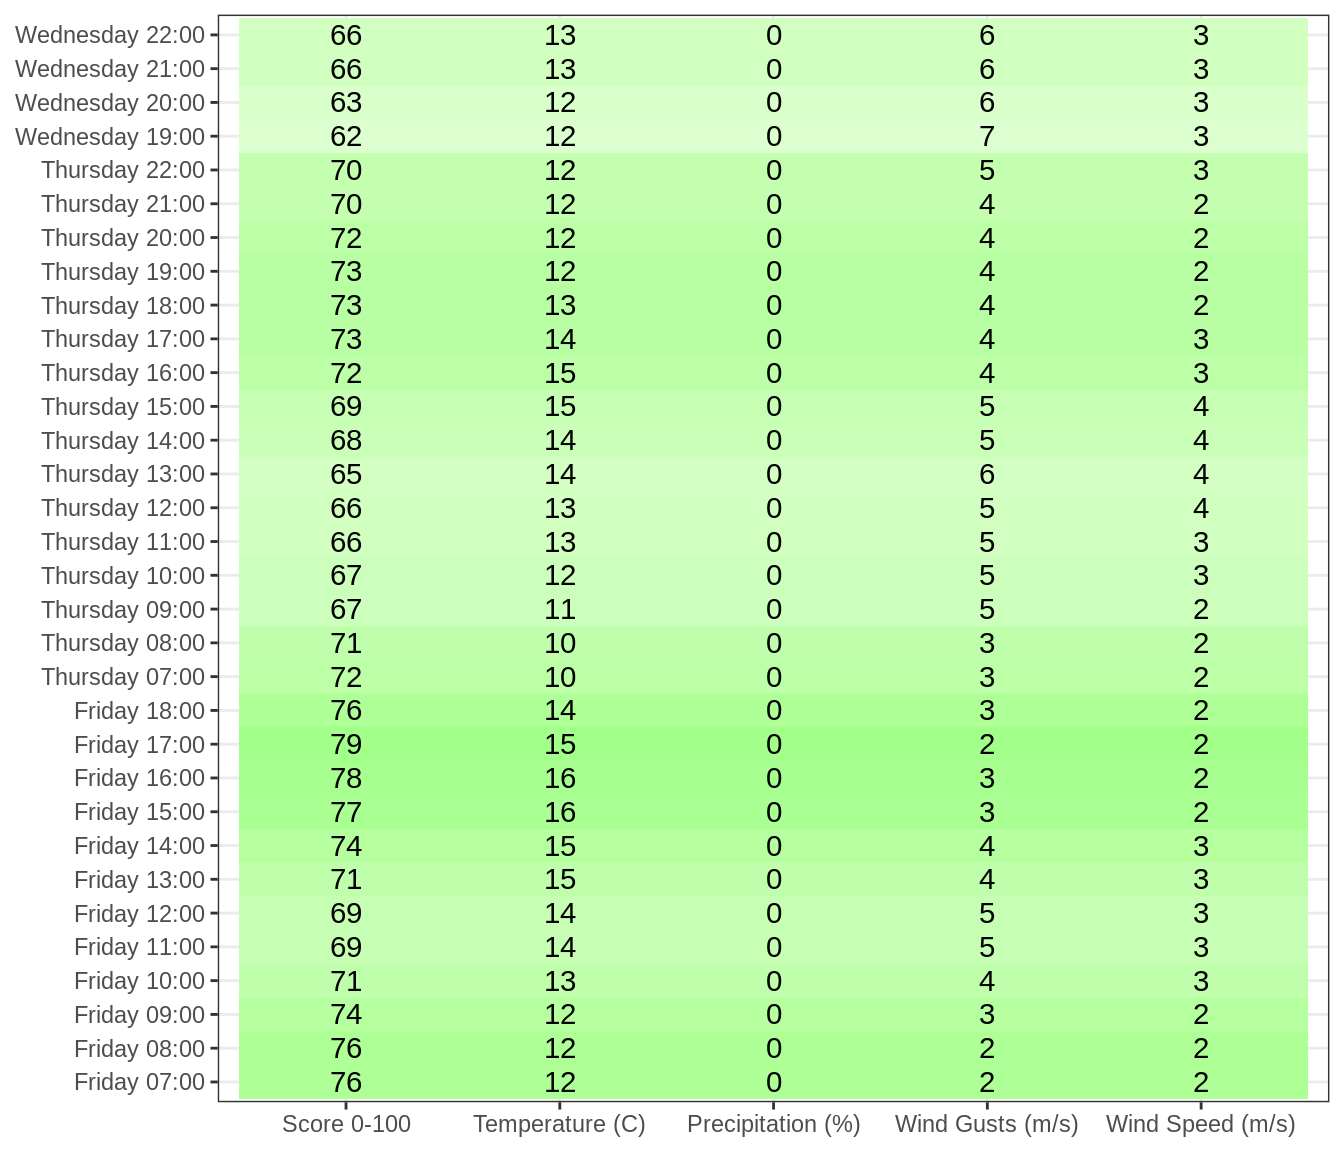 Wednesday 22:00 66 13 0 6 3
Wednesday 21:00 66 13 0 6 3
Wednesday 20:00 63 12 0 6 3
Wednesday 19:00 62 12 0 7 3
Thursday 22:00 70 12 0 5 3
Thursday 21:00 70 12 0 4 2
Thursday 20:00 72 12 0 4 2
Thursday 19:00 73 12 0 4 2
Thursday 18:00 73 13 0 4 2
Thursday 17:00 73 14 0 4 3
Thursday 16:00 72 15 0 4 3
Thursday 15:00 69 15 0 5 4
Thursday 14:00 68 14 0 5 4
Thursday 13:00 65 14 0 6 4
Thursday 12:00 66 13 0 5 4
Thursday 11:00 66 13 0 5 3
Thursday 10:00 67 12 0 5 3
Thursday 09:00 67 11 0 5 2
Thursday 08:00 71 10 0 3 2
Thursday 07:00 72 10 0 3 2
Friday 18:00 76 14 0 3 2
Friday 17:00 79 15 0 2 2
Friday 16:00 78 16 0 3 2
Friday 15:00 77 16 0 3 2
Friday 14:00 74 15 0 4 3
Friday 13:00 71 15 0 4 3
Friday 12:00 69 14 0 5 3
Friday 11:00 69 14 0 5 3
Friday 10:00 71 13 0 4 3
Friday 09:00 74 12 0 3 2
Friday 08:00 76 12 0 2 2
Friday 07:00 76 12 0 2 2
Score 0-100 Temperature (C) Precipitation (%) Wind Gusts (m/s) Wind Speed (m/s)